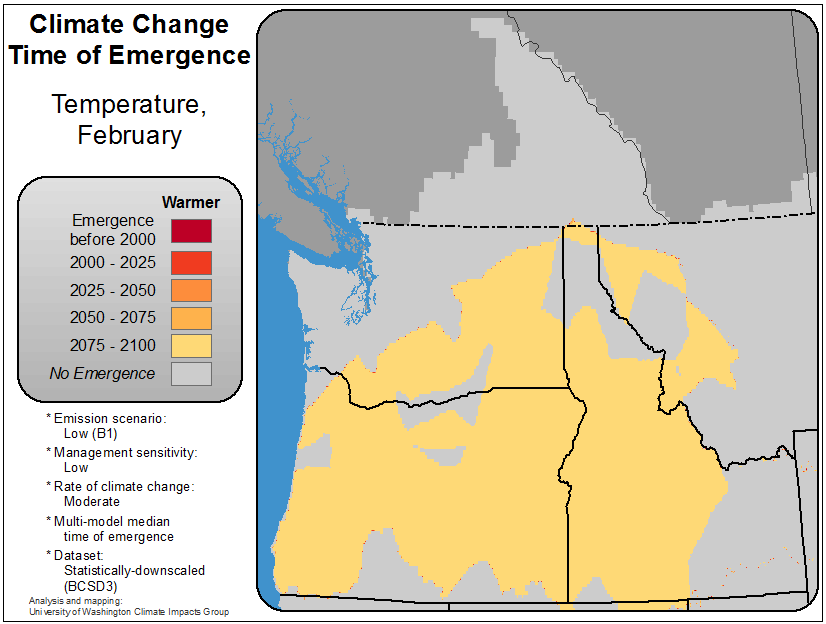 Climate Change
Time of Emergence
Temperature,
February
Warmer
Emergence
before 2000
2000 - 2025
2025 - 2050
2050 - 2075
2075 - 2100
No Emergence
* Emission scenario:
Low (B1)
* Management sensitivity:
Low
* Rate of climate change:
Moderate
* Multi-model median
time of emergence
* Dataset:
Statistically-downscaled
(BCSD3)
Analysis and mapping:
University of Washington Climate Impacts Group